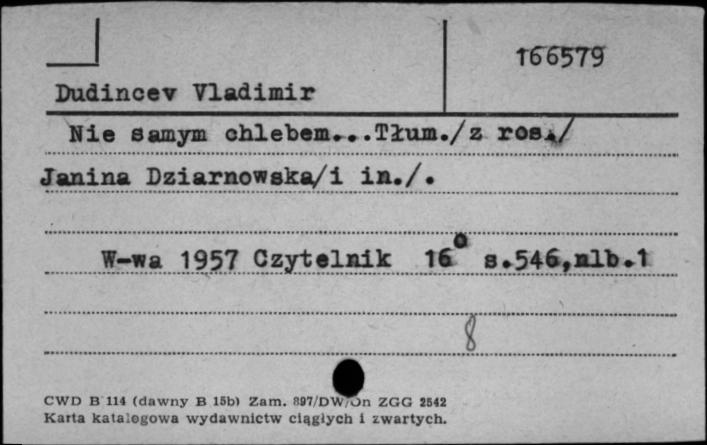 166579
Dudincev Vladimir
Nie samym chlebem...Tłum./z ros./
Janina Dziarnowska/i in./.
W-wa 1957 Czytelnik 16° s.546,nlb.1
8
CWD B 114 (dawny B 15b) Zam. 897/DW/On ZGG 2542
Karta katalogowa wydawnictw ciągłych i zwartych.